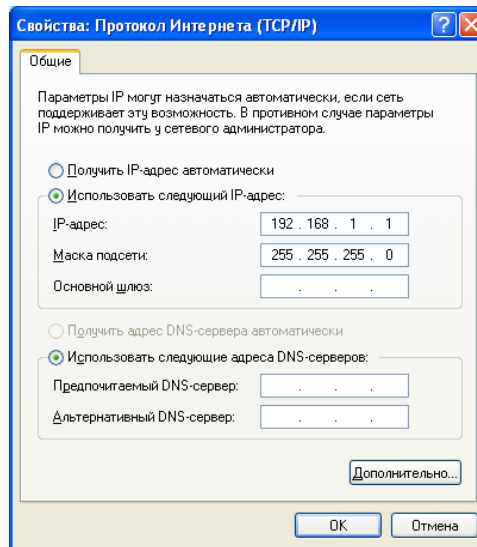 Свойства: Протокол Интернета (TCP/IP)
Общие
Параметры IP могут назначаться автоматически, если сеть
поддерживает эту возможность. В противном случае параметры
IP можно получить у сетевого администратора.
Получить IP-адрес автоматически
Использовать следующий IP-адрес:
IP-адрес: 192 . 168 . 1 . 1
Маска подсети: 255 . 255 . 255 . 0
Основной шлюз: . . .
Получить адрес DNS-сервера автоматически
Использовать следующие адреса DNS-серверов:
Предпочитаемый DNS-сервер: . . .
Альтернативный DNS-сервер: . . .
Дополнительно...
OK Отмена